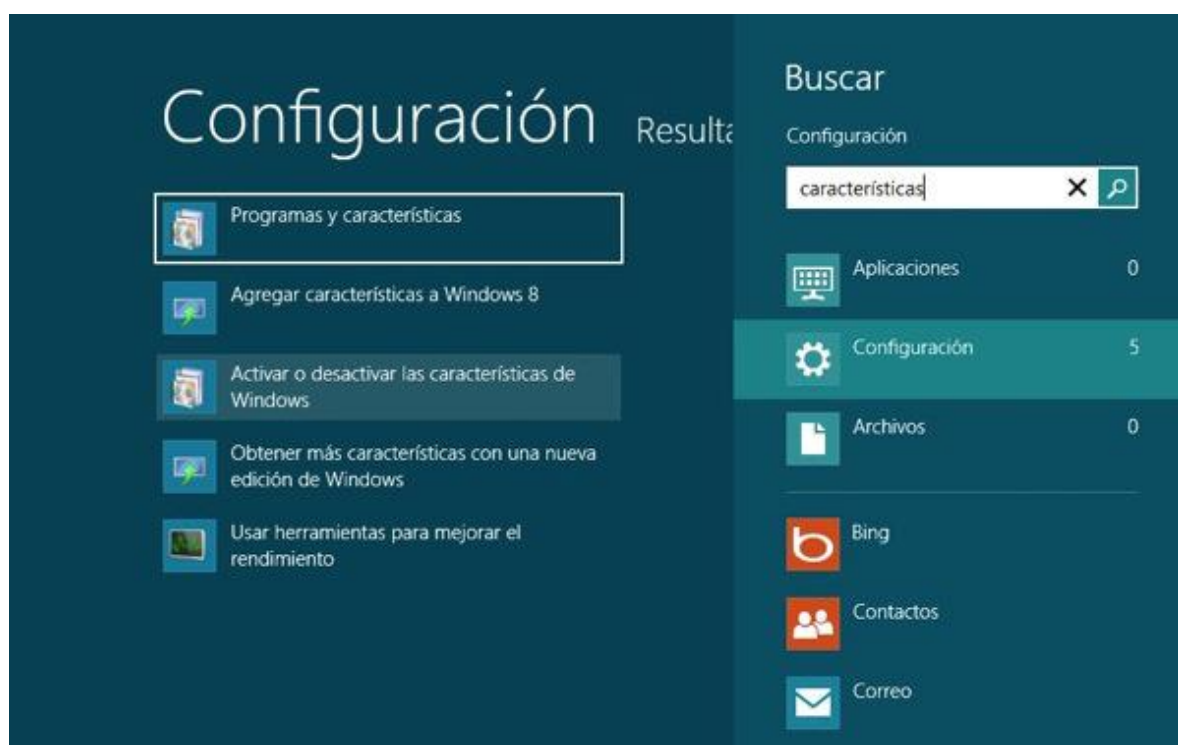 Configuración
Programas y características
Agregar características a Windows 8
Activar o desactivar las características de
Windows
Obtener más características con una nueva
edición de Windows
Usar herramientas para mejorar el
rendimiento
Buscar
Configuración
características
Aplicaciones 0
Configuración 5
Archivos 0
Bing
Contactos
Correo